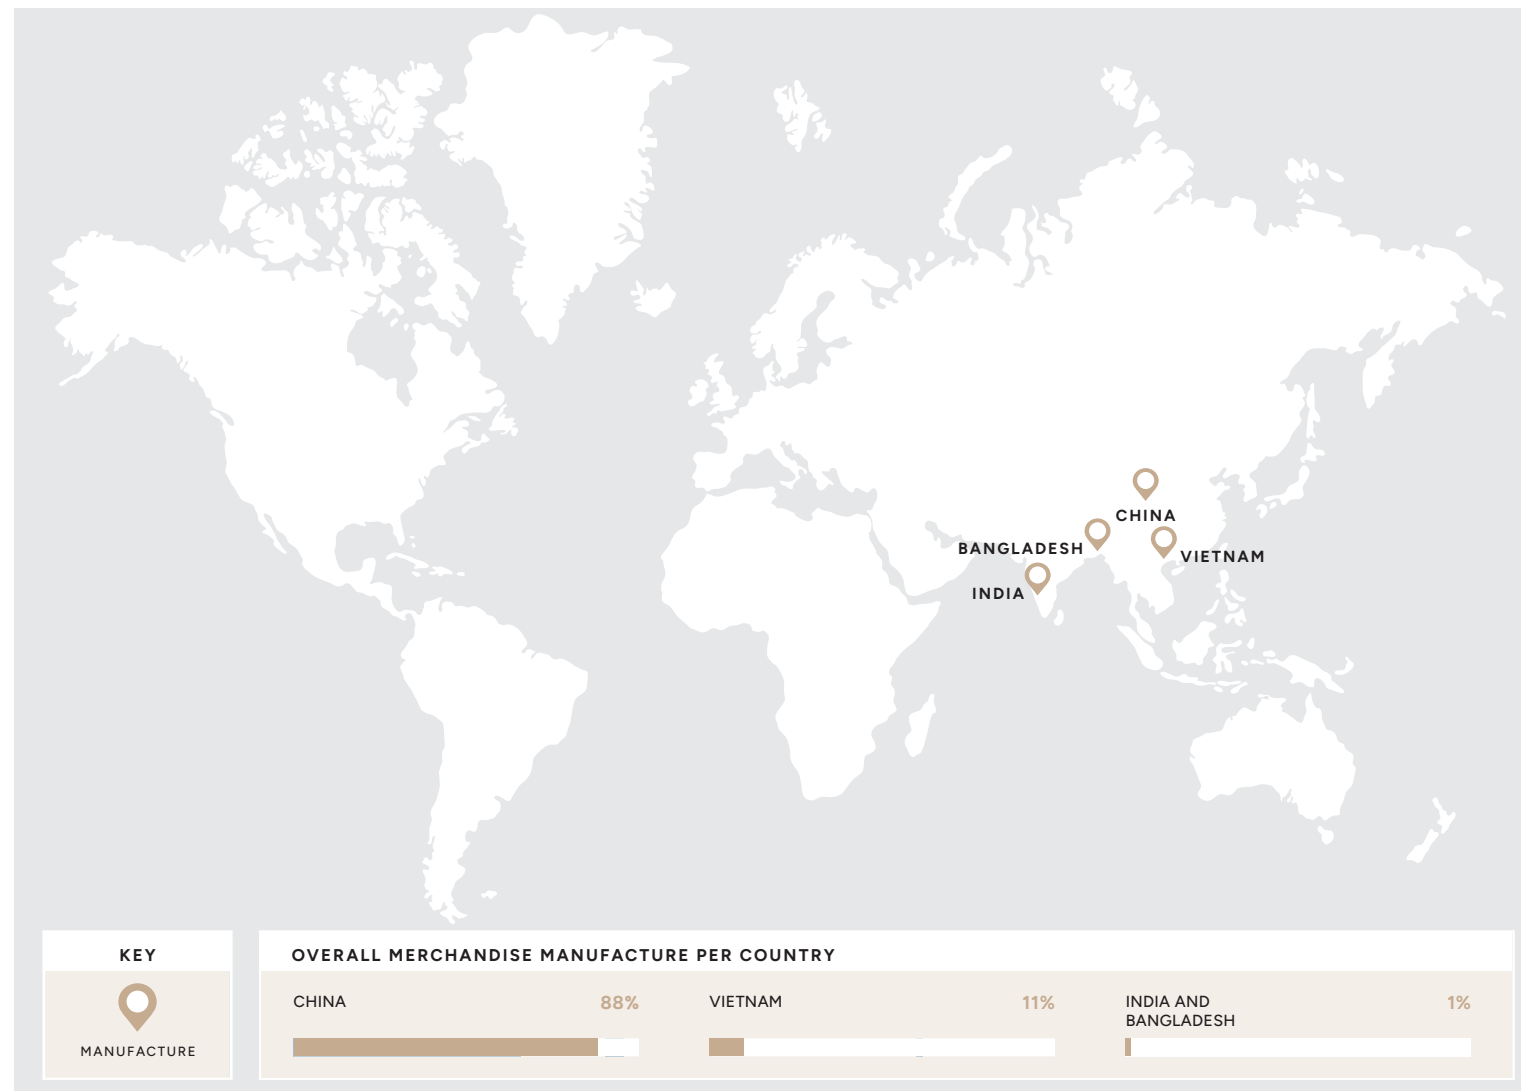 CHINA
BANGLADESH
VIETNAM
INDIA
KEY
MANUFACTURE
OVERALL MERCHANDISE MANUFACTURE PER COUNTRY
CHINA 88%
VIETNAM 11%
INDIA AND
BANGLADESH
1%